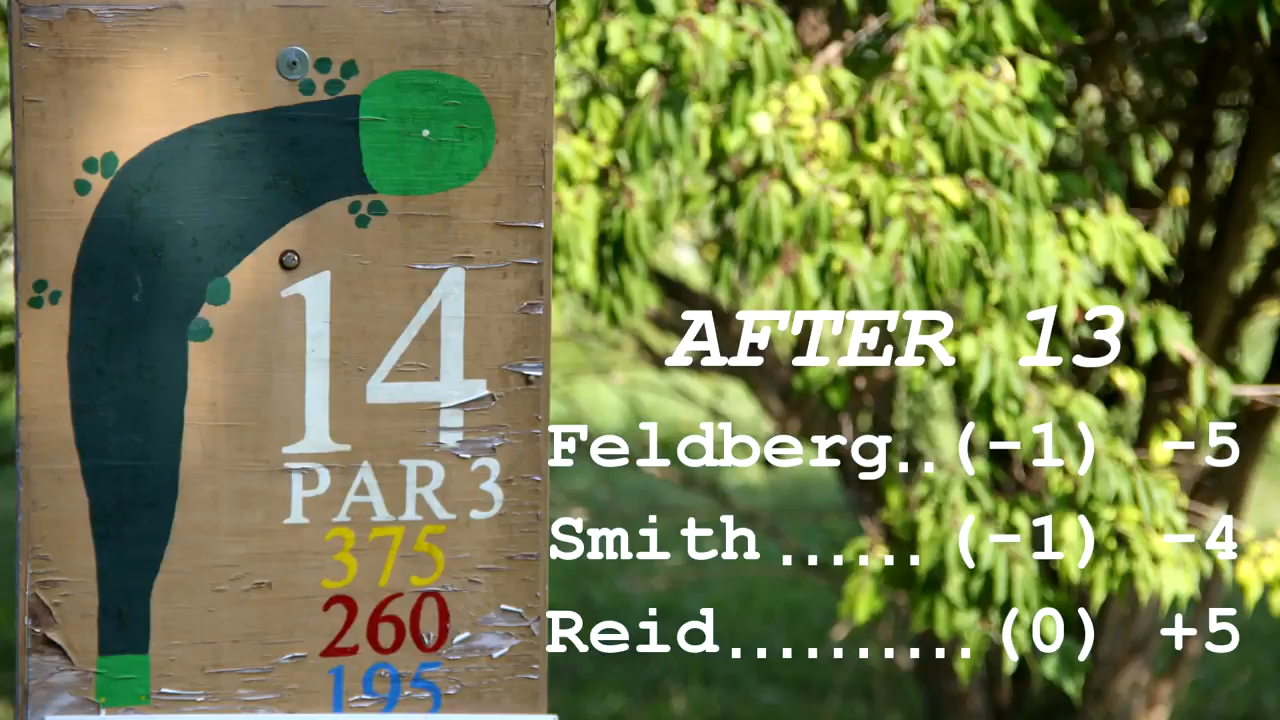 14
PAR 3
375
260
195
AFTER 13
Feldberg..(-1) -5
Smith......(-1) -4
Reid..........(0) +5